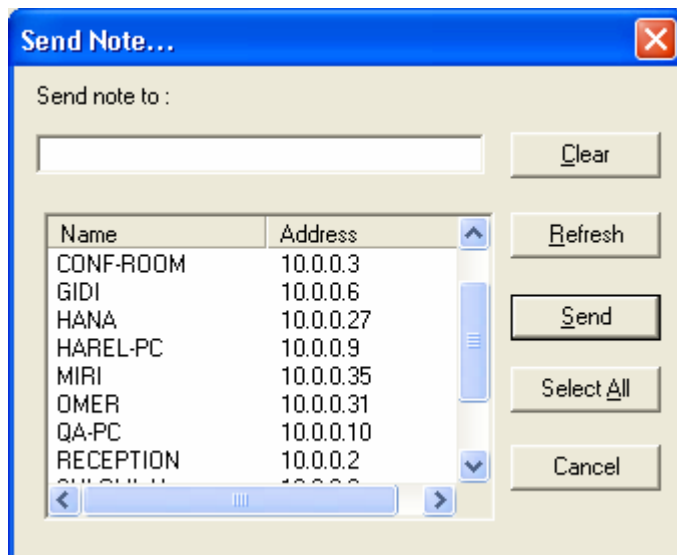 Send Note...
Send note to :
Clear
Name Address
Refresh
CONF-ROOM 10.0.0.3
GIDI 10.0.0.6
HANA 10.0.0.27
Send
HAREL-PC 10.0.0.9
MIRI 10.0.0.35
Select All
OMER 10.0.0.31
QA-PC 10.0.0.10
RECEPTION 10.0.0.2
Cancel